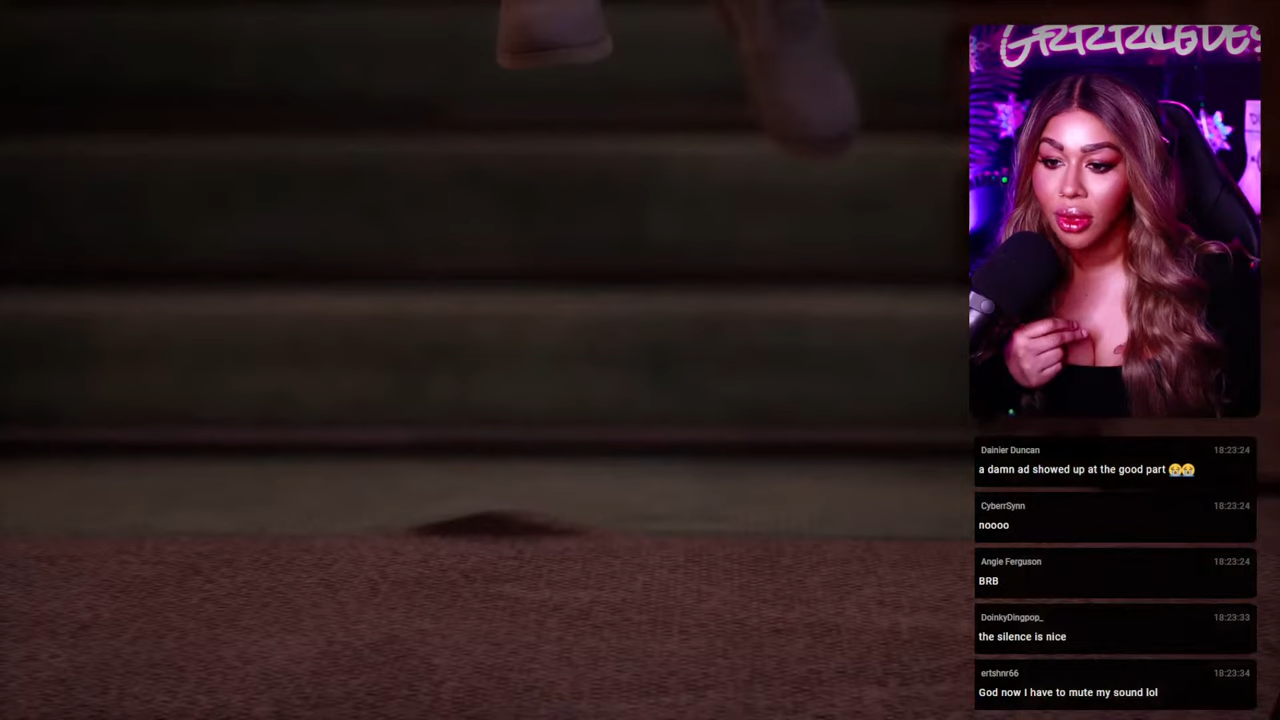 GRRRCEDES
Dainier Duncan 18:23:24
a damn ad showed up at the good part 😭😭
CyberrSynn 18:23:24
noooo
Angie Ferguson 18:23:24
BRB
DoinkyDingpop_ 18:23:33
the silence is nice
ertshnr66 18:23:34
God now I have to mute my sound lol